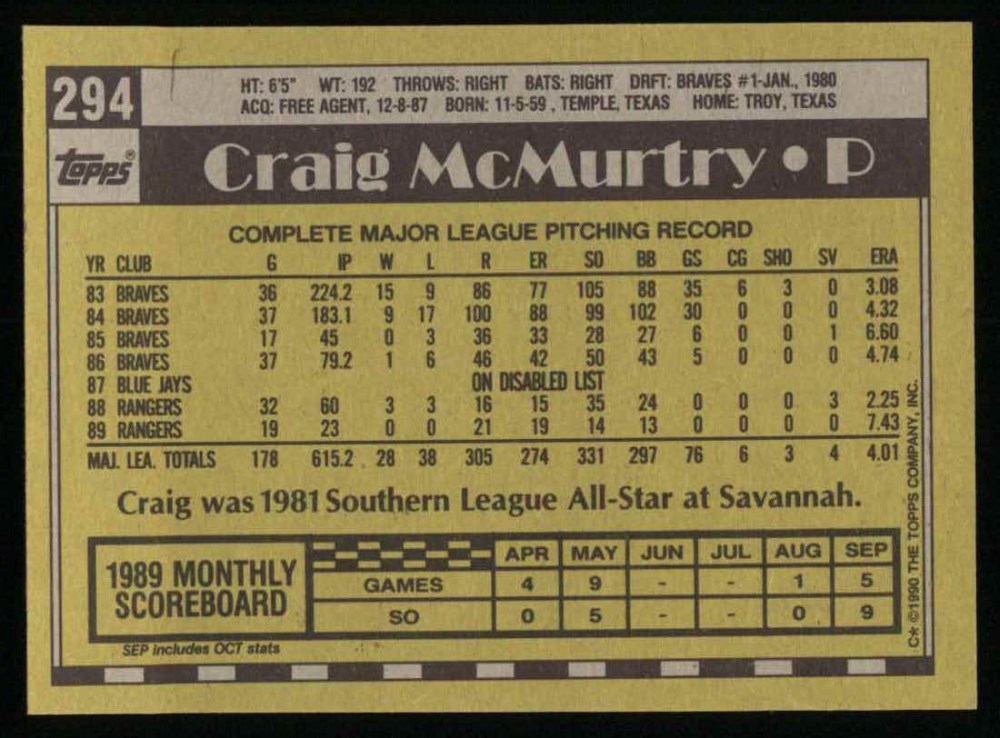 294
HT: 6'5" WT: 192 THROWS: RIGHT BATS: RIGHT DRFT: BRAVES #1-JAN., 1980
ACQ: FREE AGENT, 12-8-87 BORN: 11-5-59 , TEMPLE, TEXAS HOME: TROY, TEXAS
Topps®
Craig McMurtry • P
COMPLETE MAJOR LEAGUE PITCHING RECORD
YR CLUB G IP W L R ER SO BB GS CG SHO SV ERA
83 BRAVES 36 224.2 15 9 86 77 105 88 35 6 3 0 3.08
84 BRAVES 37 183.1 9 17 100 88 99 102 30 0 0 0 4.32
85 BRAVES 17 45 0 3 36 33 28 27 6 0 0 1 6.60
86 BRAVES 37 79.2 1 6 46 42 50 43 5 0 0 0 4.74
87 BLUE JAYS ON DISABLED LIST
88 RANGERS 32 60 3 3 16 15 35 24 0 0 0 3 2.25
89 RANGERS 19 23 0 0 21 19 14 13 0 0 0 0 7.43
MAJ. LEA. TOTALS 178 615.2 28 38 305 274 331 297 76 6 3 4 4.01
Craig was 1981 Southern League All-Star at Savannah.
1989 MONTHLY
SCOREBOARD
APR MAY JUN JUL AUG SEP
GAMES 4 9 - - 1 5
SO 0 5 - - 0 9
SEP includes OCT stats
C* ©1990 THE TOPPS COMPANY, INC.